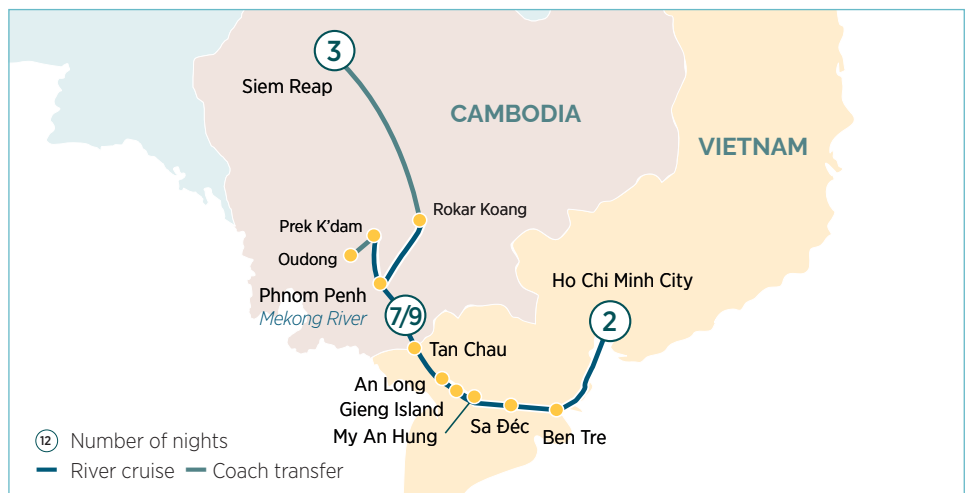 3
Siem Reap
CAMBODIA
VIETNAM
Rokar Koang
Prek K’dam
Oudong
Ho Chi Minh City
Phnom Penh
Mekong River
7/9
2
Tan Chau
An Long
Gieng Island
My An Hung
Sa Đéc
Ben Tre
12 Number of nights
River cruise
Coach transfer